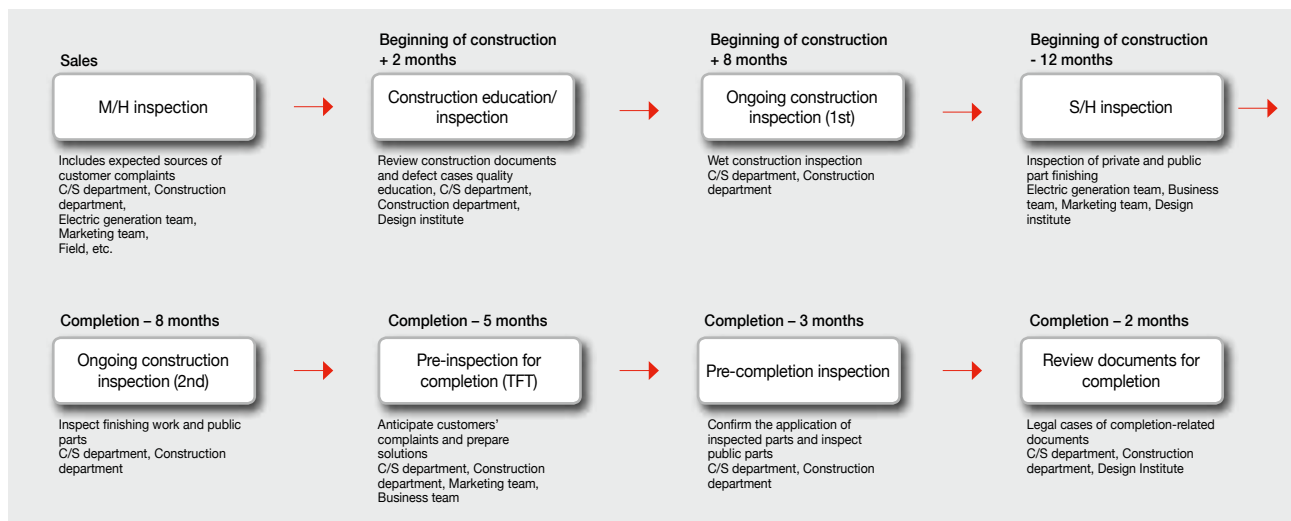 Sales
M/H inspection
Includes expected sources of
customer complaints
C/S department, Construction
department,
Electric generation team,
Marketing team,
Field, etc.
Beginning of construction
+ 2 months
Construction education/
inspection
Review construction documents
and defect cases quality
education, C/S department,
Construction department,
Design institute
Beginning of construction
+ 8 months
Ongoing construction
inspection (1st)
Wet construction inspection
C/S department, Construction
department
Beginning of construction
- 12 months
S/H inspection
Inspection of private and public
part finishing
Electric generation team, Business
team, Marketing team, Design
institute
Completion – 8 months
Ongoing construction
inspection (2nd)
Inspect finishing work and public
parts
C/S department, Construction
department
Completion – 5 months
Pre-inspection for
completion (TFT)
Anticipate customers’
complaints and prepare
solutions
C/S department, Construction
department, Marketing team,
Business team
Completion – 3 months
Pre-completion inspection
Confirm the application of
inspected parts and inspect
public parts
C/S department, Construction
department
Completion – 2 months
Review documents for
completion
Legal cases of completion-related
documents
C/S department, Construction
department, Design Institute